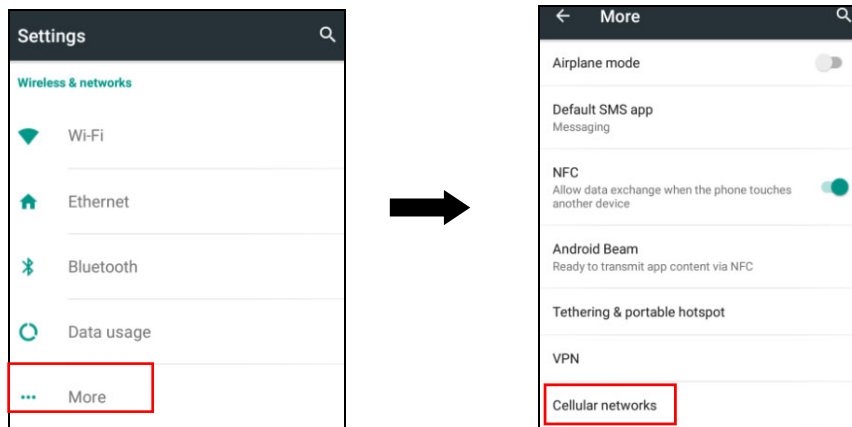 Settings
Wireless & networks
Wi-Fi
Ethernet
Bluetooth
Data usage
More
More
Airplane mode
Default SMS app
Messaging
NFC
Allow data exchange when the phone touches
another device
Android Beam
Ready to transmit app content via NFC
Tethering & portable hotspot
VPN
Cellular networks